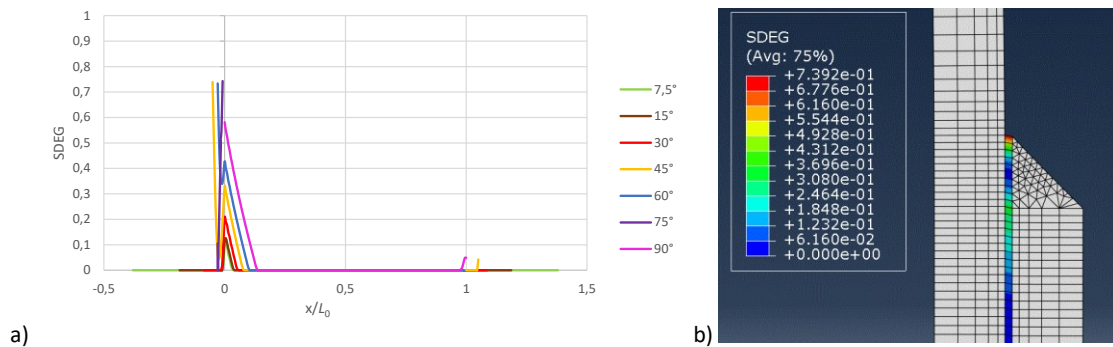 1
0,9
0,8
0,7
0,6
0,5
0,4
0,3
0,2
0,1
0
SDEG
-0,5
0
0,5
1
1,5
x/L0
7,5°
15°
30°
45°
60°
75°
90°
a)
SDEG
(Avg: 75%)
+7.392e-01
+6.776e-01
+6.160e-01
+5.544e-01
+4.928e-01
+4.312e-01
+3.696e-01
+3.080e-01
+2.464e-01
+1.848e-01
+1.232e-01
+6.160e-02
+0.000e+00
b)